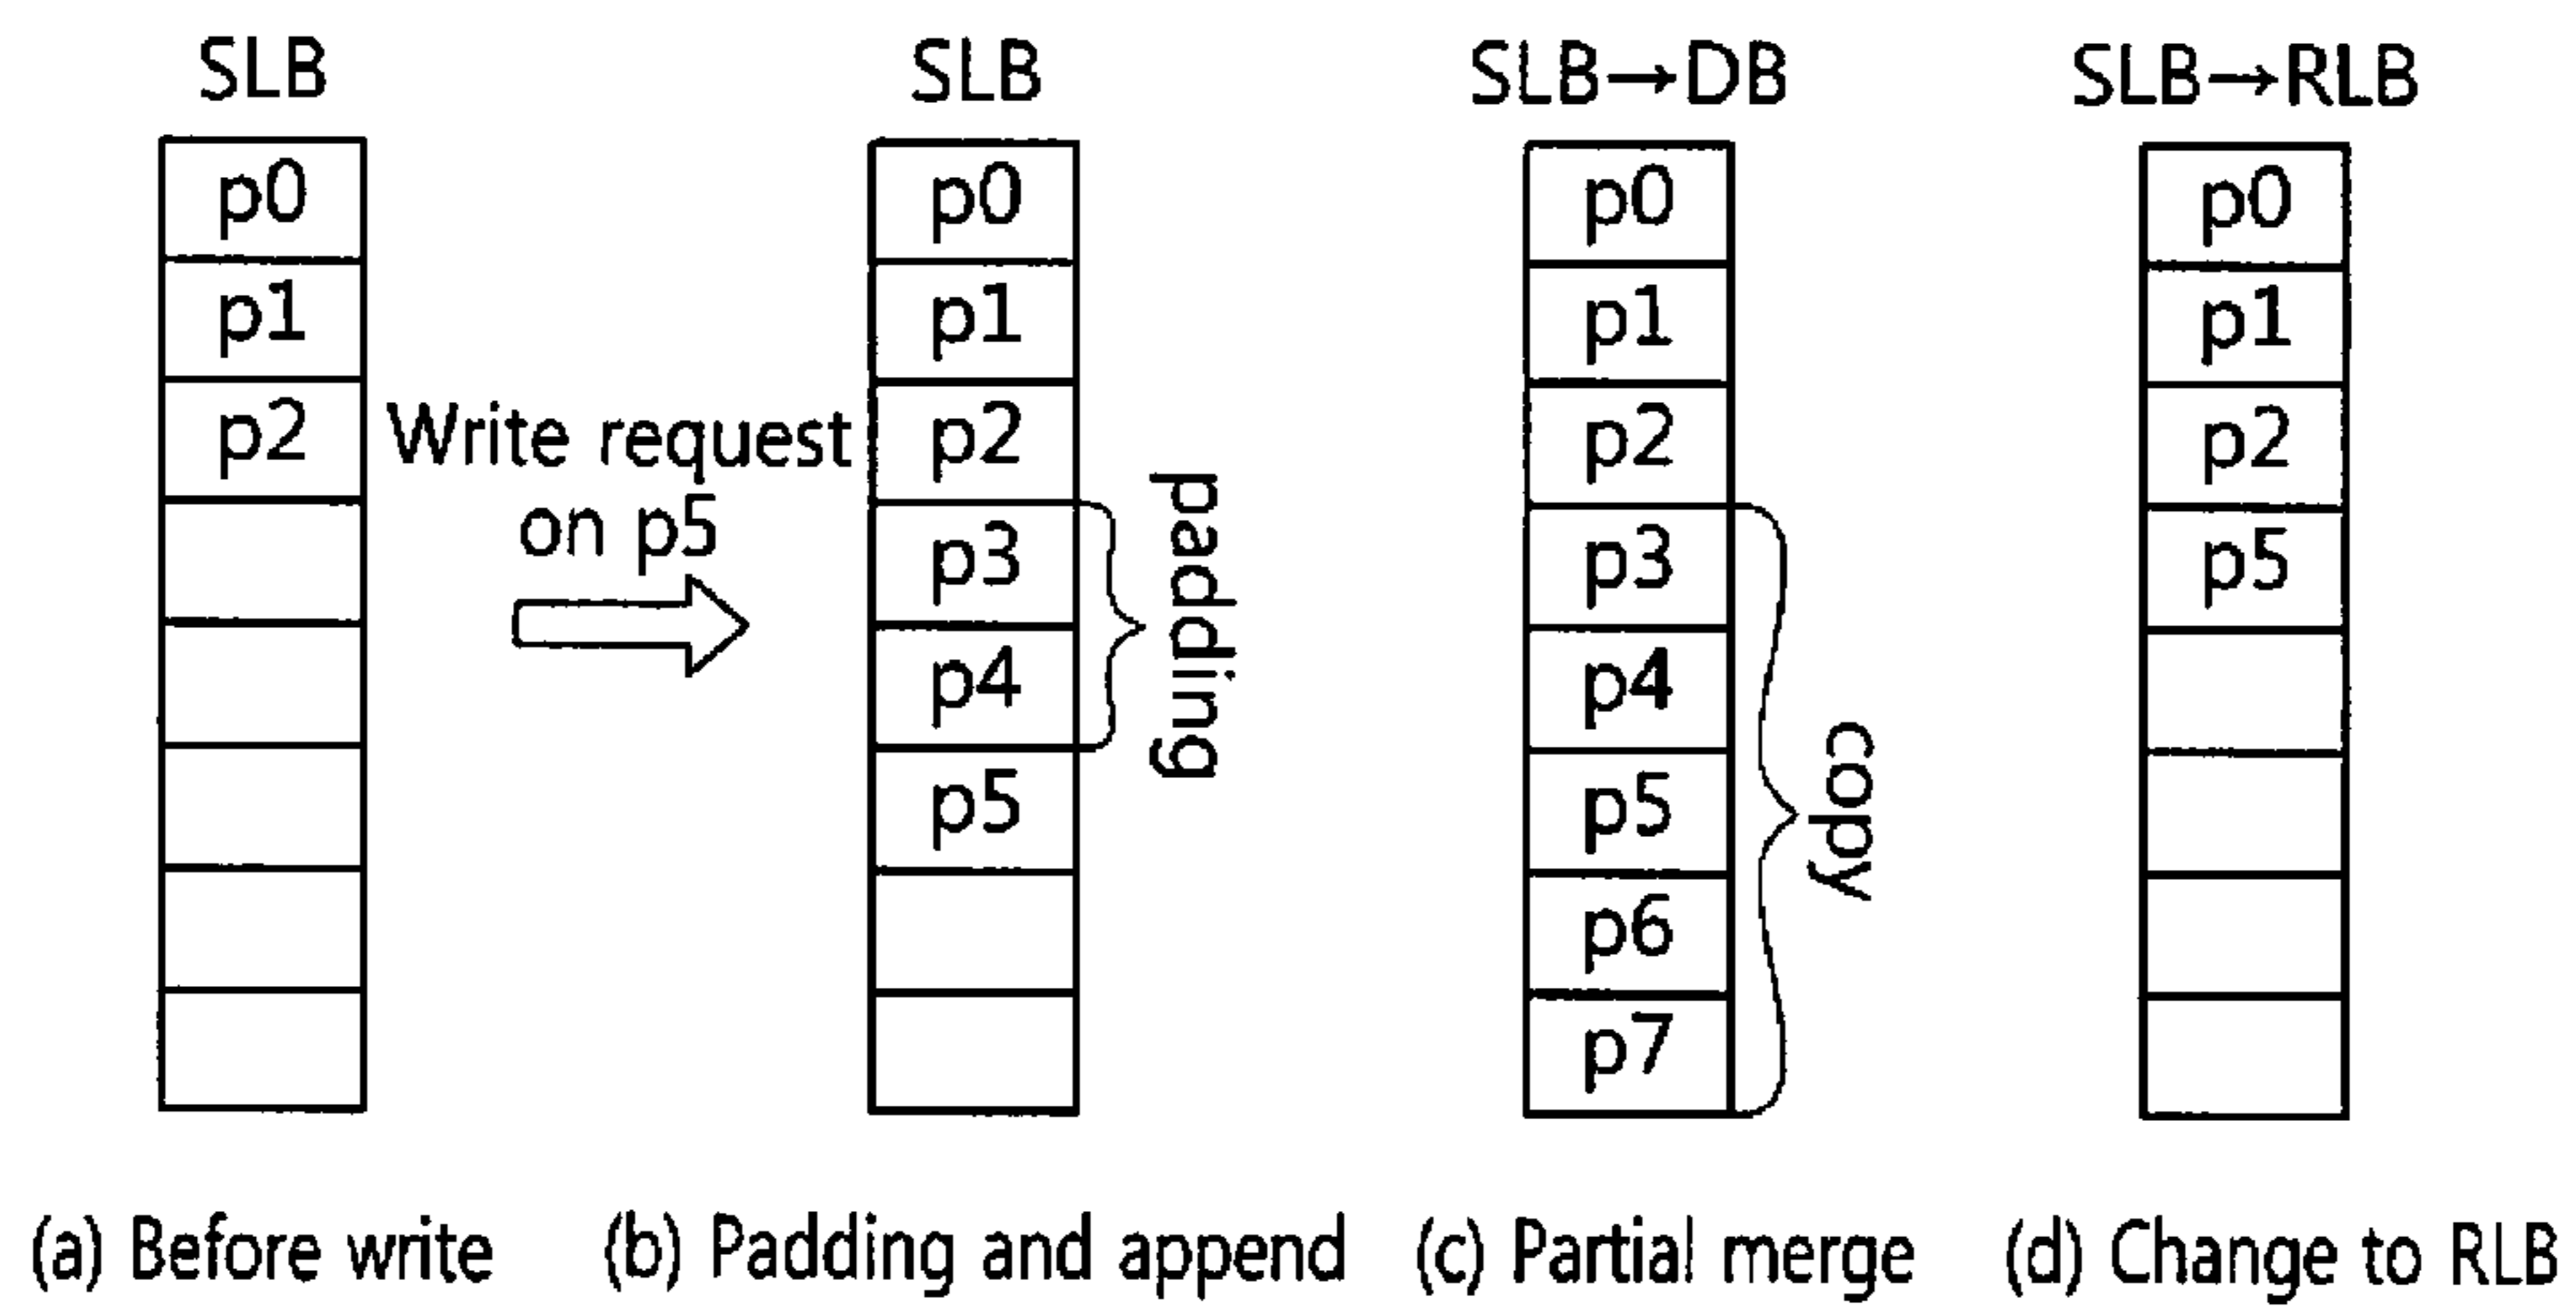 SLB
p0
p1
p2
Write request
on p5
SLB
p0
p1
p2
p3
p4
p5
padding
SLB→DB
p0
p1
p2
p3
p4
p5
p6
p7
copy
SLB→RLB
p0
p1
p2
p5
(a) Before write
(b) Padding and append
(c) Partial merge
(d) Change to RLB